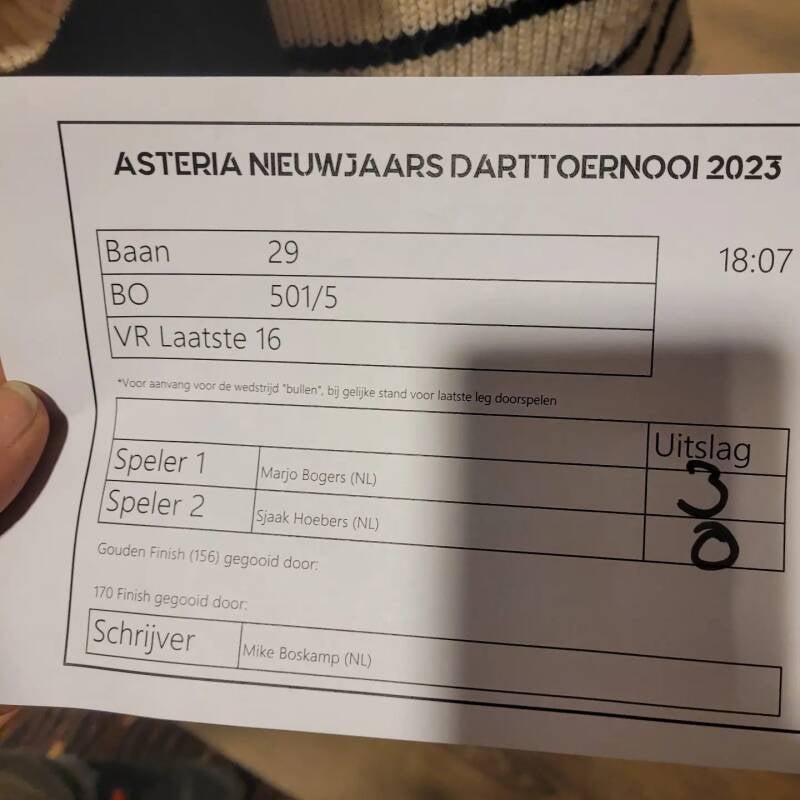 ASTERIA NIEUWJAARS DARTTOERNOOI 2023
Baan 29
18:07
BO 501/5
VR Laatste 16
*Voor aanvang voor de wedstrijd "bullen", bij gelijke stand voor laatste leg doorspelen
Uitslag
Speler 1 Marjo Bogers (NL) 3
Speler 2 Sjaak Hoebers (NL) 0
Gouden Finish (156) gegooid door:
170 Finish gegooid door:
Schrijver Mike Boskamp (NL)